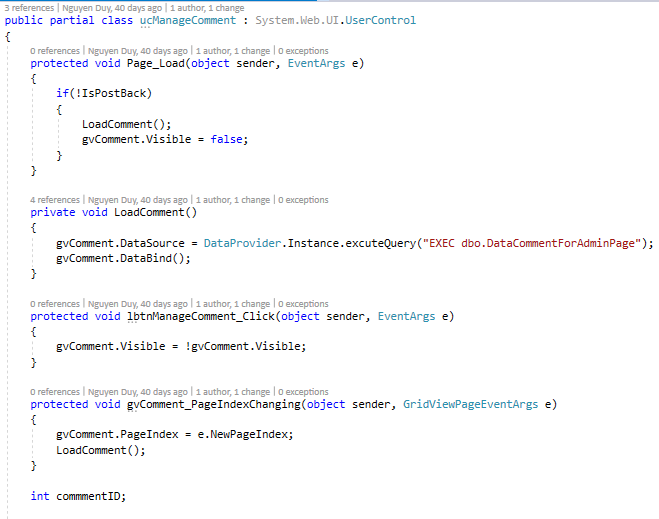 3 references | Nguyen Duy, 40 days ago | 1 author, 1 change
public partial class ucManageComment : System.Web.UI.UserControl
{
0 references | Nguyen Duy, 40 days ago | 1 author, 1 change | 0 exceptions
protected void Page_Load(object sender, EventArgs e)
{
if(!IsPostBack)
{
LoadComment();
gvComment.Visible = false;
}
}
4 references | Nguyen Duy, 40 days ago | 1 author, 1 change | 0 exceptions
private void LoadComment()
{
gvComment.DataSource = DataProvider.Instance.excuteQuery("EXEC dbo.DataCommentForAdminPage");
gvComment.DataBind();
}
0 references | Nguyen Duy, 40 days ago | 1 author, 1 change | 0 exceptions
protected void lbtnManageComment_Click(object sender, EventArgs e)
{
gvComment.Visible = !gvComment.Visible;
}
0 references | Nguyen Duy, 40 days ago | 1 author, 1 change | 0 exceptions
protected void gvComment_PageIndexChanging(object sender, GridViewPageEventArgs e)
{
gvComment.PageIndex = e.NewPageIndex;
LoadComment();
}
int commmentID;